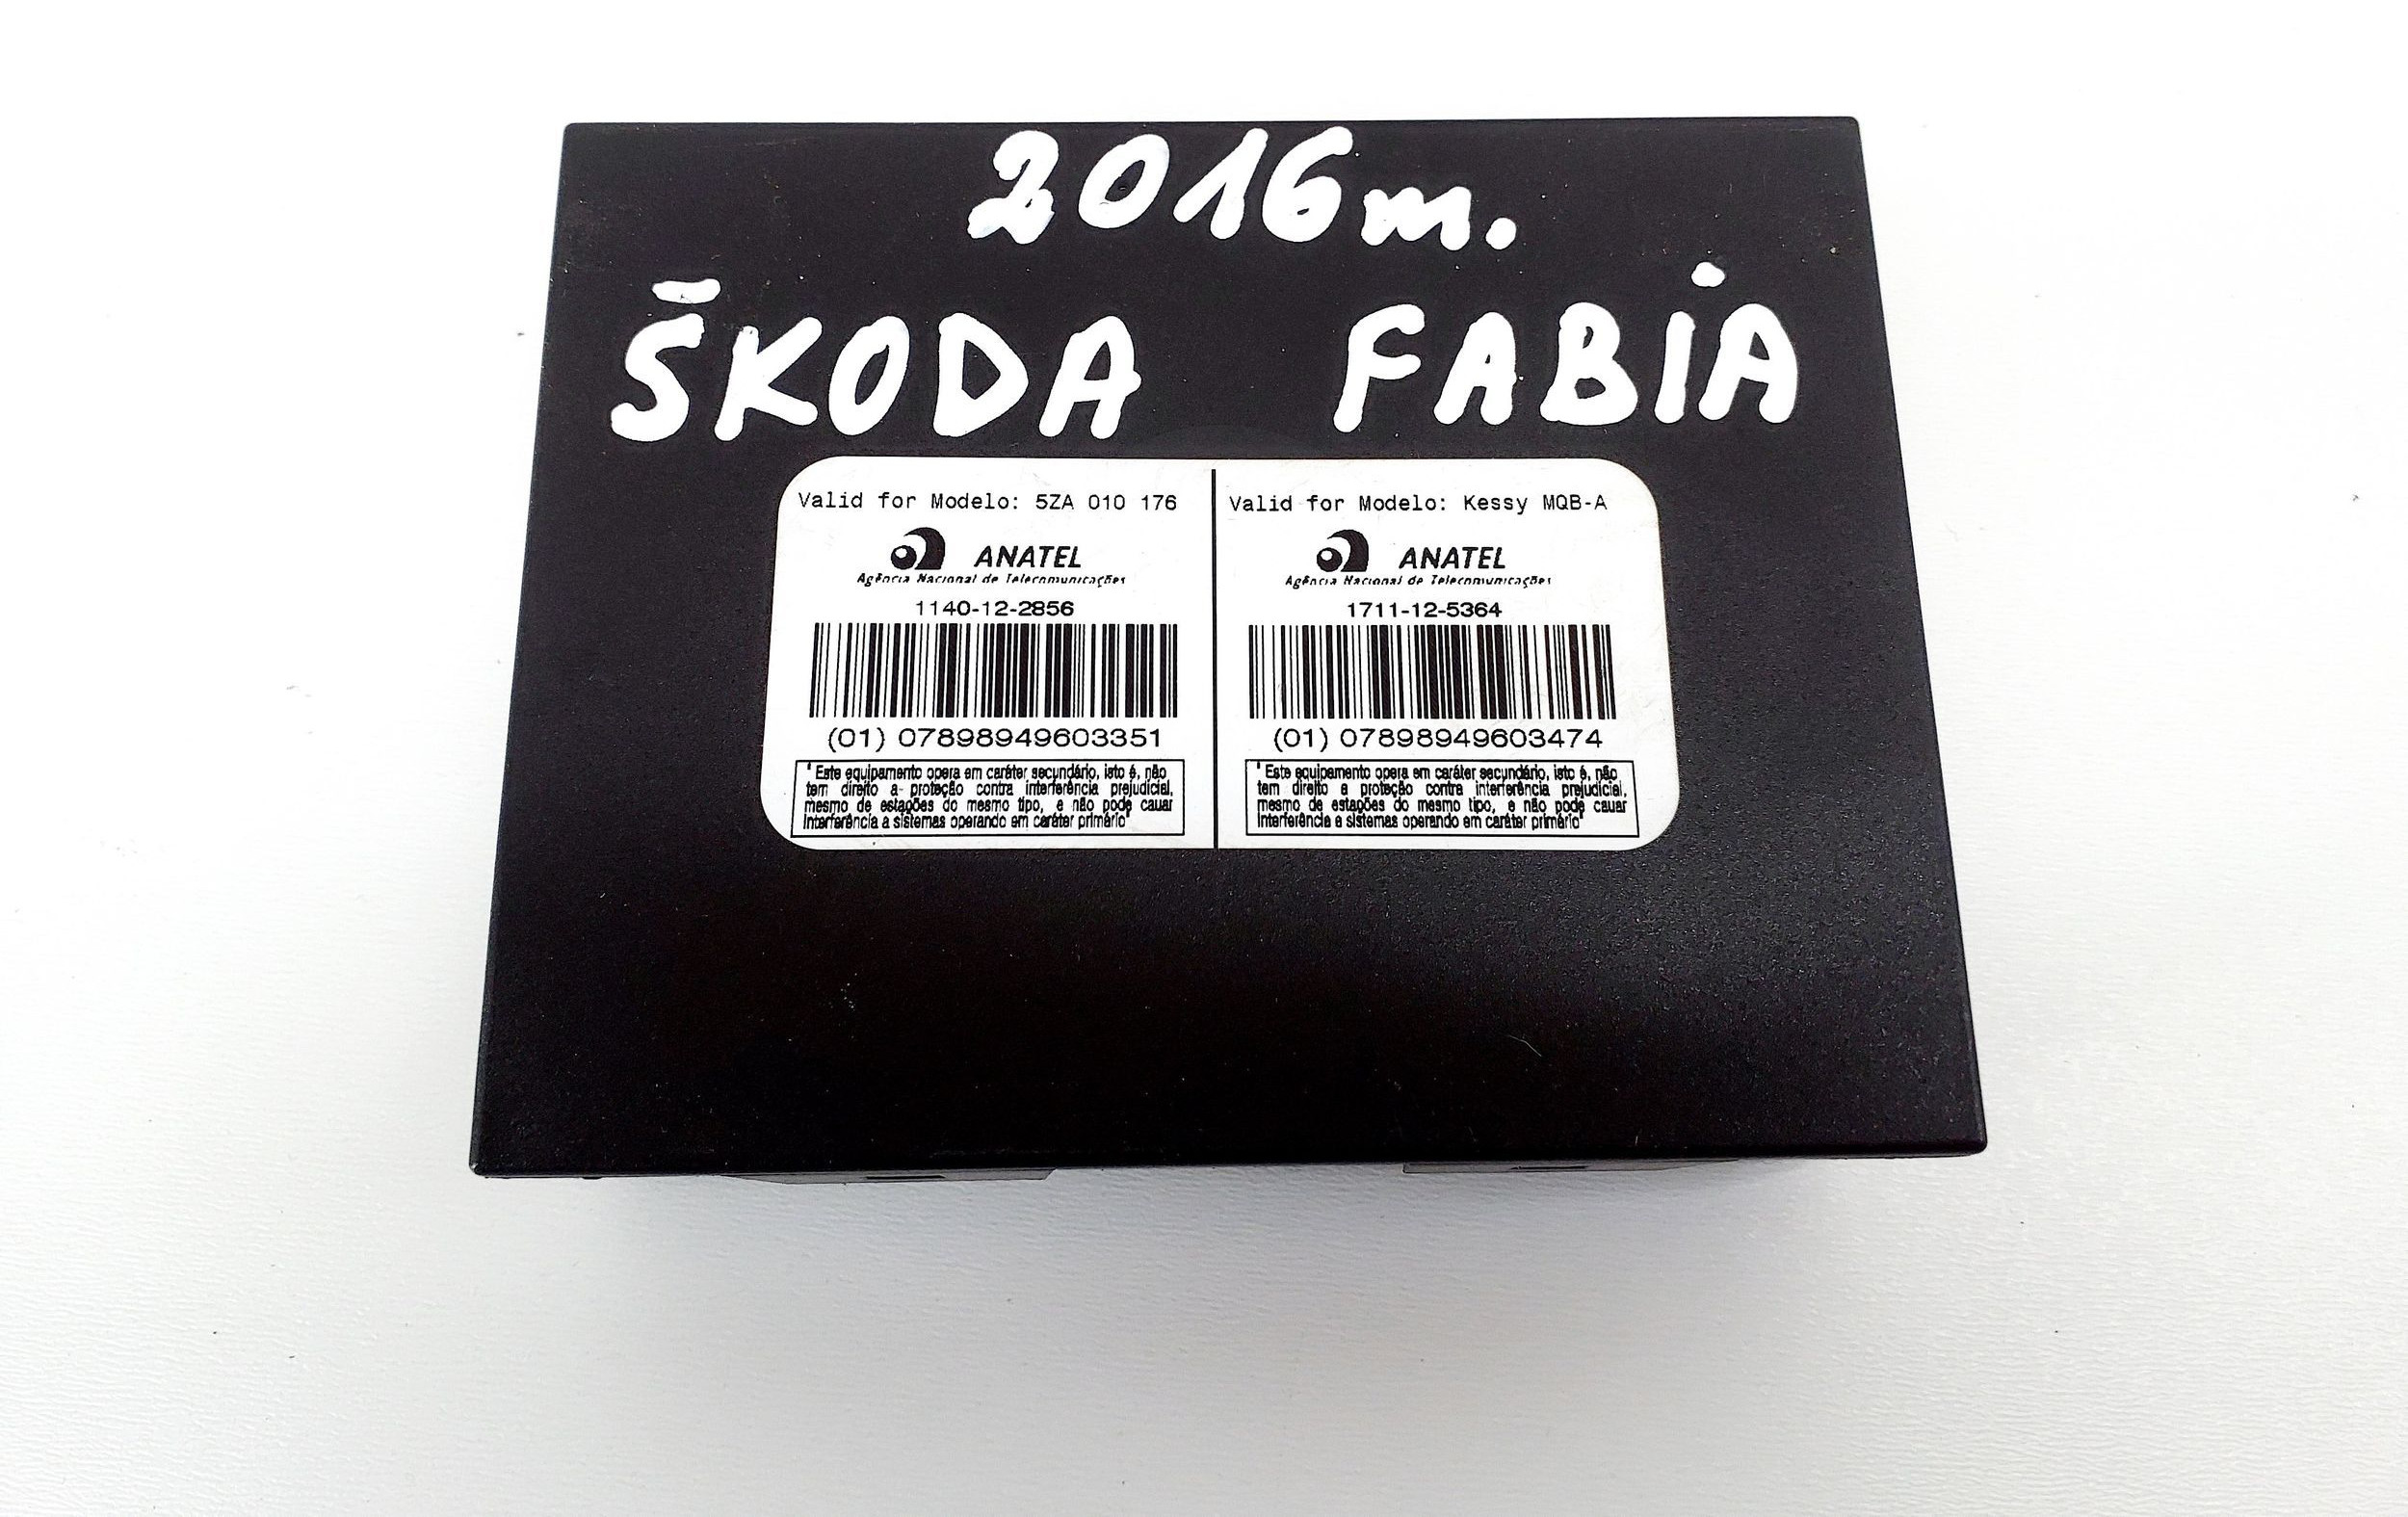 2016m.
ŠKODA FABIA
Valid for Modelo: 5ZA 010 176
ANATEL
Agência Nacional de Telecomunicações
1140-12-2856
(01) 07898949603351
" Este equipamento opera em caráter secundário, isto é, não
tem direito a proteção contra interferência prejudicial,
mesmo de estações do mesmo tipo, e não pode cauar
interferência a sistemas operando em caráter primário"
Valid for Modelo: Kessy MQB-A
ANATEL
Agência Nacional de Telecomunicações
1711-12-5364
(01) 07898949603474
" Este equipamento opera em caráter secundário, isto é, não
tem direito a proteção contra interferência prejudicial,
mesmo de estações do mesmo tipo, e não pode cauar
interferência a sistemas operando em caráter primário"